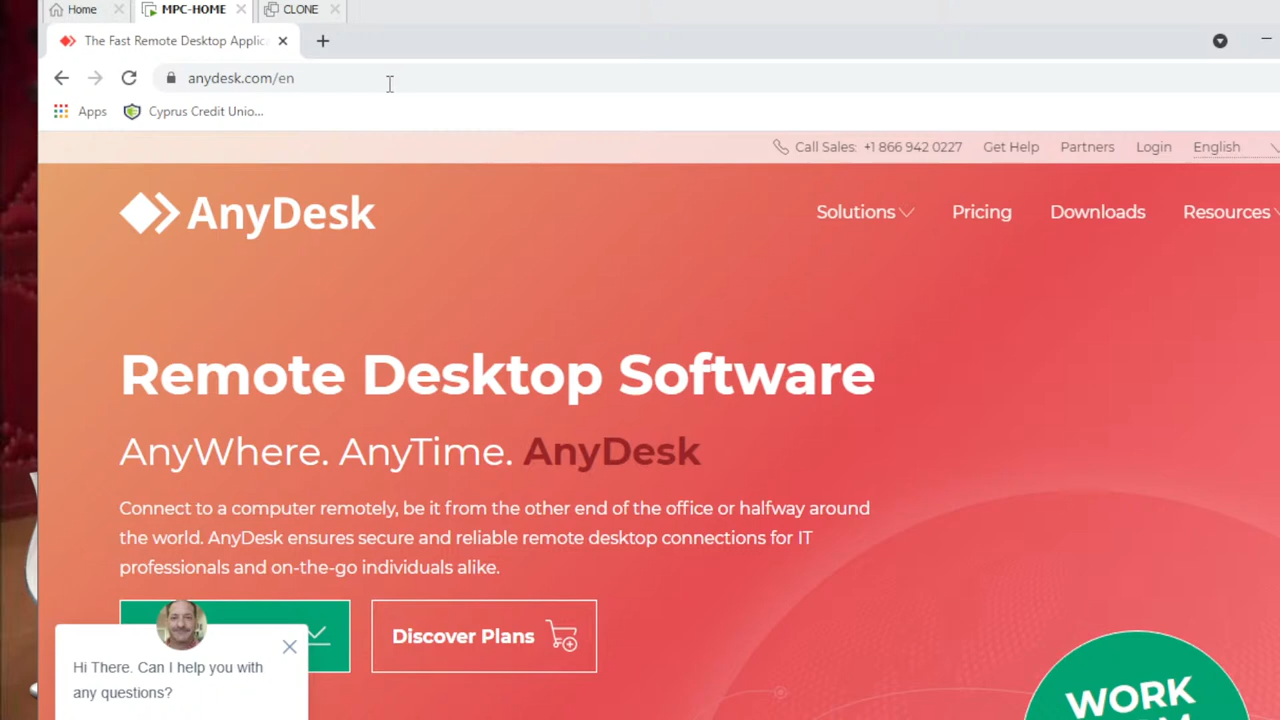 Home MPC-HOME CLONE
The Fast Remote Desktop Applic
anydesk.com/en
Apps Cyprus Credit Unio...
Call Sales: +1 866 942 0227 Get Help Partners Login English
AnyDesk Solutions Pricing Downloads Resources
Remote Desktop Software
AnyWhere. AnyTime. AnyDesk
Connect to a computer remotely, be it from the other end of the office or halfway around
the world. AnyDesk ensures secure and reliable remote desktop connections for IT
professionals and on-the-go individuals alike.
Discover Plans
Hi There. Can I help you with
any questions?
WORK